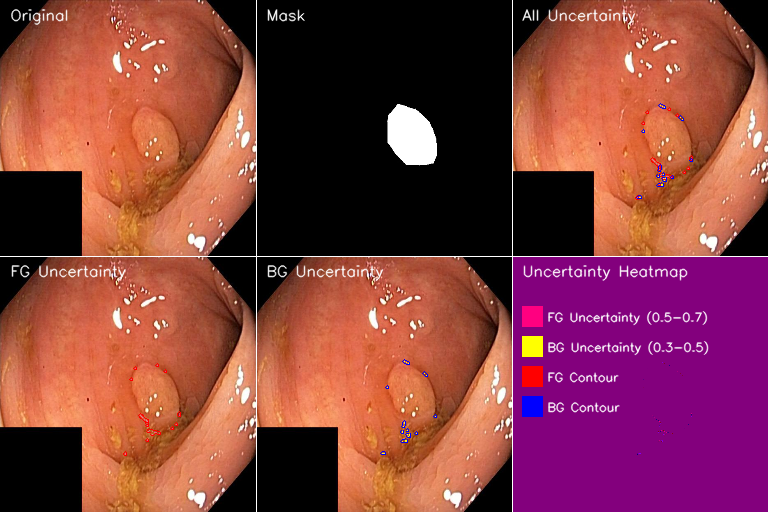 Original
Mask
All Uncertainty
FG Uncertainty
BG Uncertainty
Uncertainty Heatmap
FG Uncertainty (0.5-0.7)
BG Uncertainty (0.3-0.5)
FG Contour
BG Contour